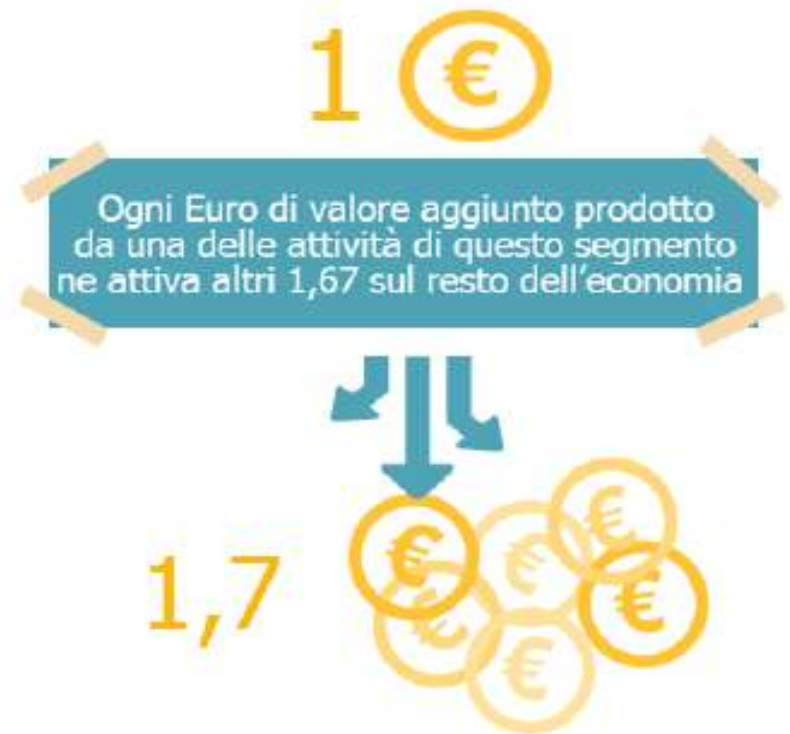 1 €
Ogni Euro di valore aggiunto prodotto
da una delle attività di questo segmento
ne attiva altri 1,67 sul resto dell'economia
1,7
€ € €
€ € €